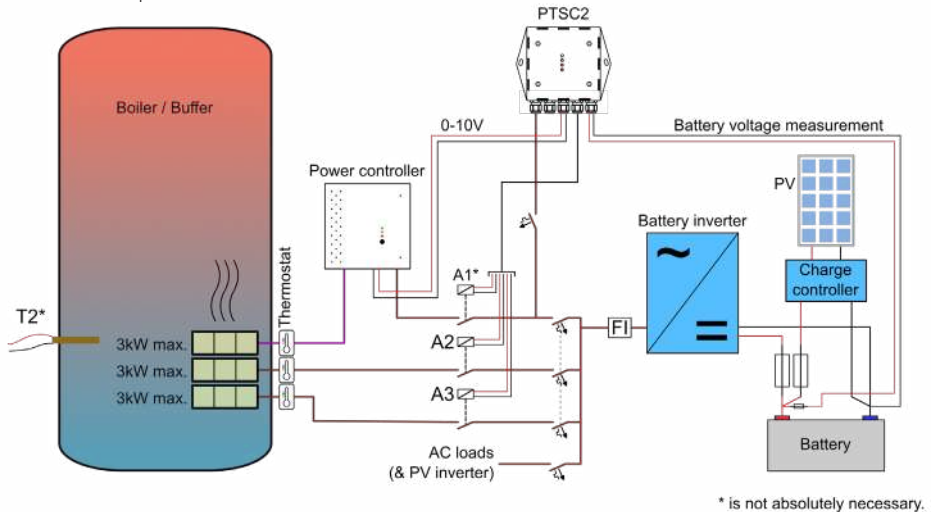 PTSC2
Boiler / Buffer
0-10V
Battery voltage measurement
Power controller
PV
Battery inverter
Charge
controller
Thermostat
A1*
T2*
FI
A2
3kW max.
3kW max.
3kW max.
A3
AC loads
(& PV inverter)
Battery
* is not absolutely necessary.